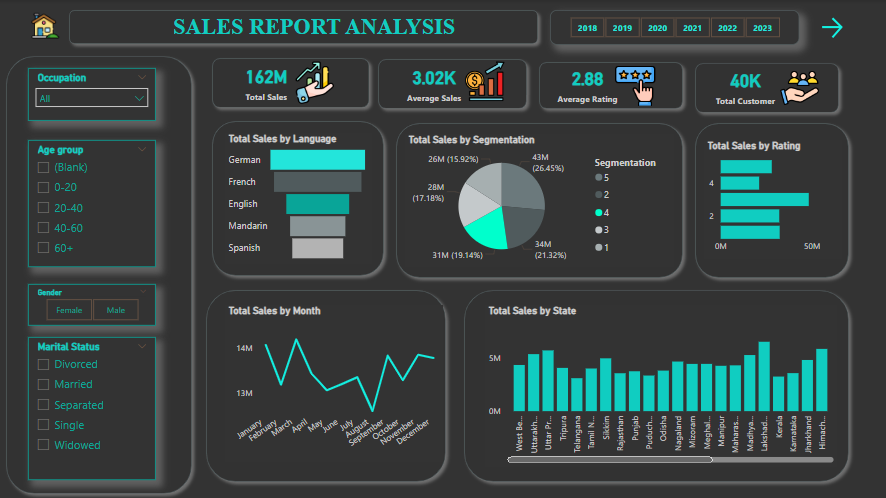 SALES REPORT ANALYSIS
2018 2019 2020 2021 2022 2023
Occupation
All
Age group
(Blank)
0-20
20-40
40-60
60+
Gender
Female Male
Marital Status
Divorced
Married
Separated
Single
Widowed
162M
Total Sales
3.02K
Average Sales
2.88
Average Rating
40K
Total Customer
Total Sales by Language
German
French
English
Mandarin
Spanish
Total Sales by Segmentation
26M (15.92%)
43M
(26.45%)
28M
(17.18%)
31M (19.14%)
34M
(21.32%)
Segmentation
5
2
4
3
1
Total Sales by Rating
4
2
0M 50M
Total Sales by Month
14M
13M
January
February
March
April
May
June
July
August
September
October
November
December
Total Sales by State
5M
0M
West Be...
Uttarakh...
Uttar Pr...
Tripura
Telangana
Tamil N...
Sikkim
Rajasthan
Punjab
Puduch...
Odisha
Nagaland
Mizoram
Meghal...
Manipur
Maharas...
Madhya...
Lakshad...
Kerala
Karnataka
Jharkhand
Himach...